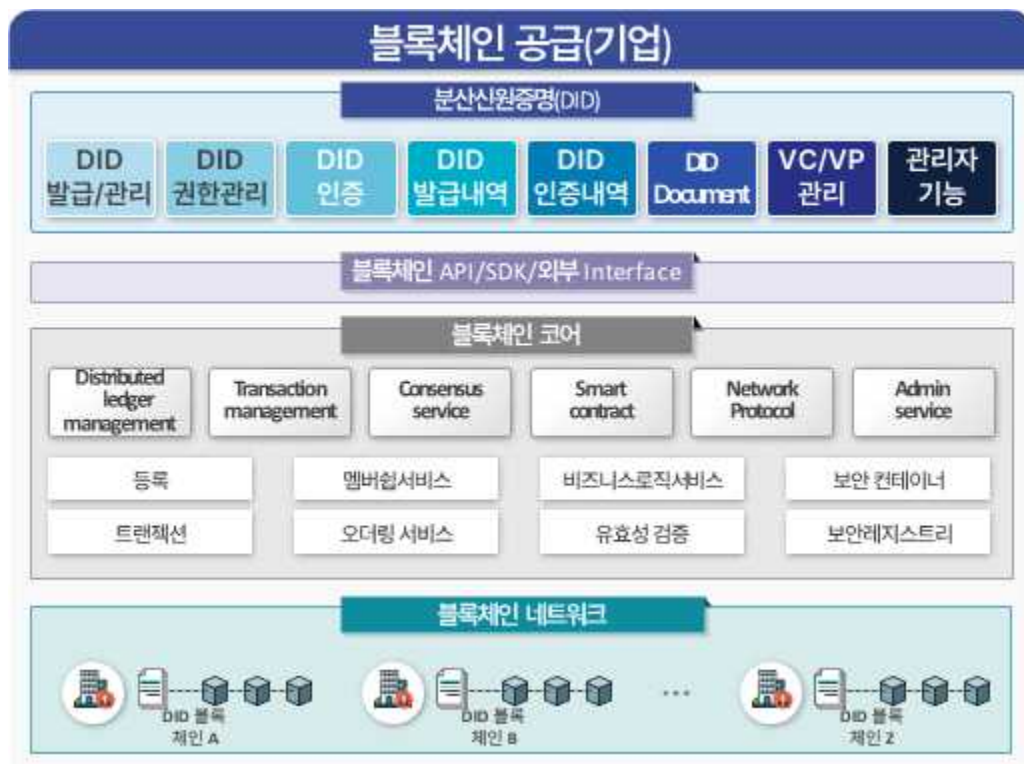 블록체인 공급(기업)
분산신원증명(DID)
DID
발급/관리
DID
권한관리
DID
인증
DID
발급내역
DID
인증내역
DID
Document
VC/VP
관리
관리자
기능
블록체인 API/SDK/외부 Interface
블록체인 코어
Distributed
ledger
management
Transaction
management
Consensus
service
Smart
contract
Network
Protocol
Admin
service
등록
멤버쉽서비스
비즈니스로직서비스
보안 컨테이너
트랜잭션
오더링 서비스
유효성 검증
보안레지스트리
블록체인 네트워크
...
DID 블록
체인 A
DID 블록
체인 B
DID 블록
체인 Z